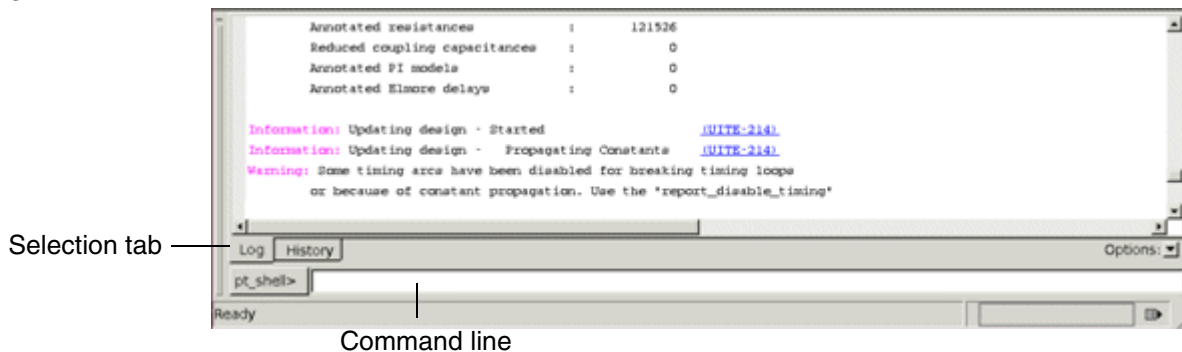 Annotated resistances : 121526
Reduced coupling capacitances : 0
Annotated PI models : 0
Annotated Elmore delays : 0
Information: Updating design - Started (UITE-214)
Information: Updating design - Propagating Constants (UITE-214)
Warning: Some timing arcs have been disabled for breaking timing loops
or because of constant propagation. Use the "report_disable_timing"
Selection tab
Log History Options:
pt_shell>
Ready
Command line